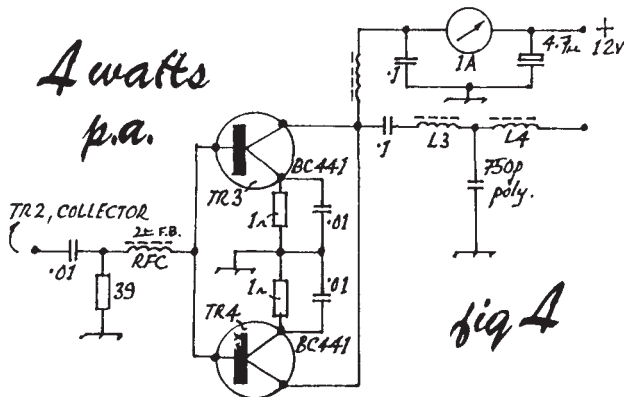 4 watts
p.a.
1A
4.7µ
+
12V
.1
.1
L3
L4
750p
poly.
BC441
TR3
1Ω
.01
TR2, COLLECTOR
2t F.B.
RFC
.01
39
1Ω
.01
TR4
BC441
fig 4